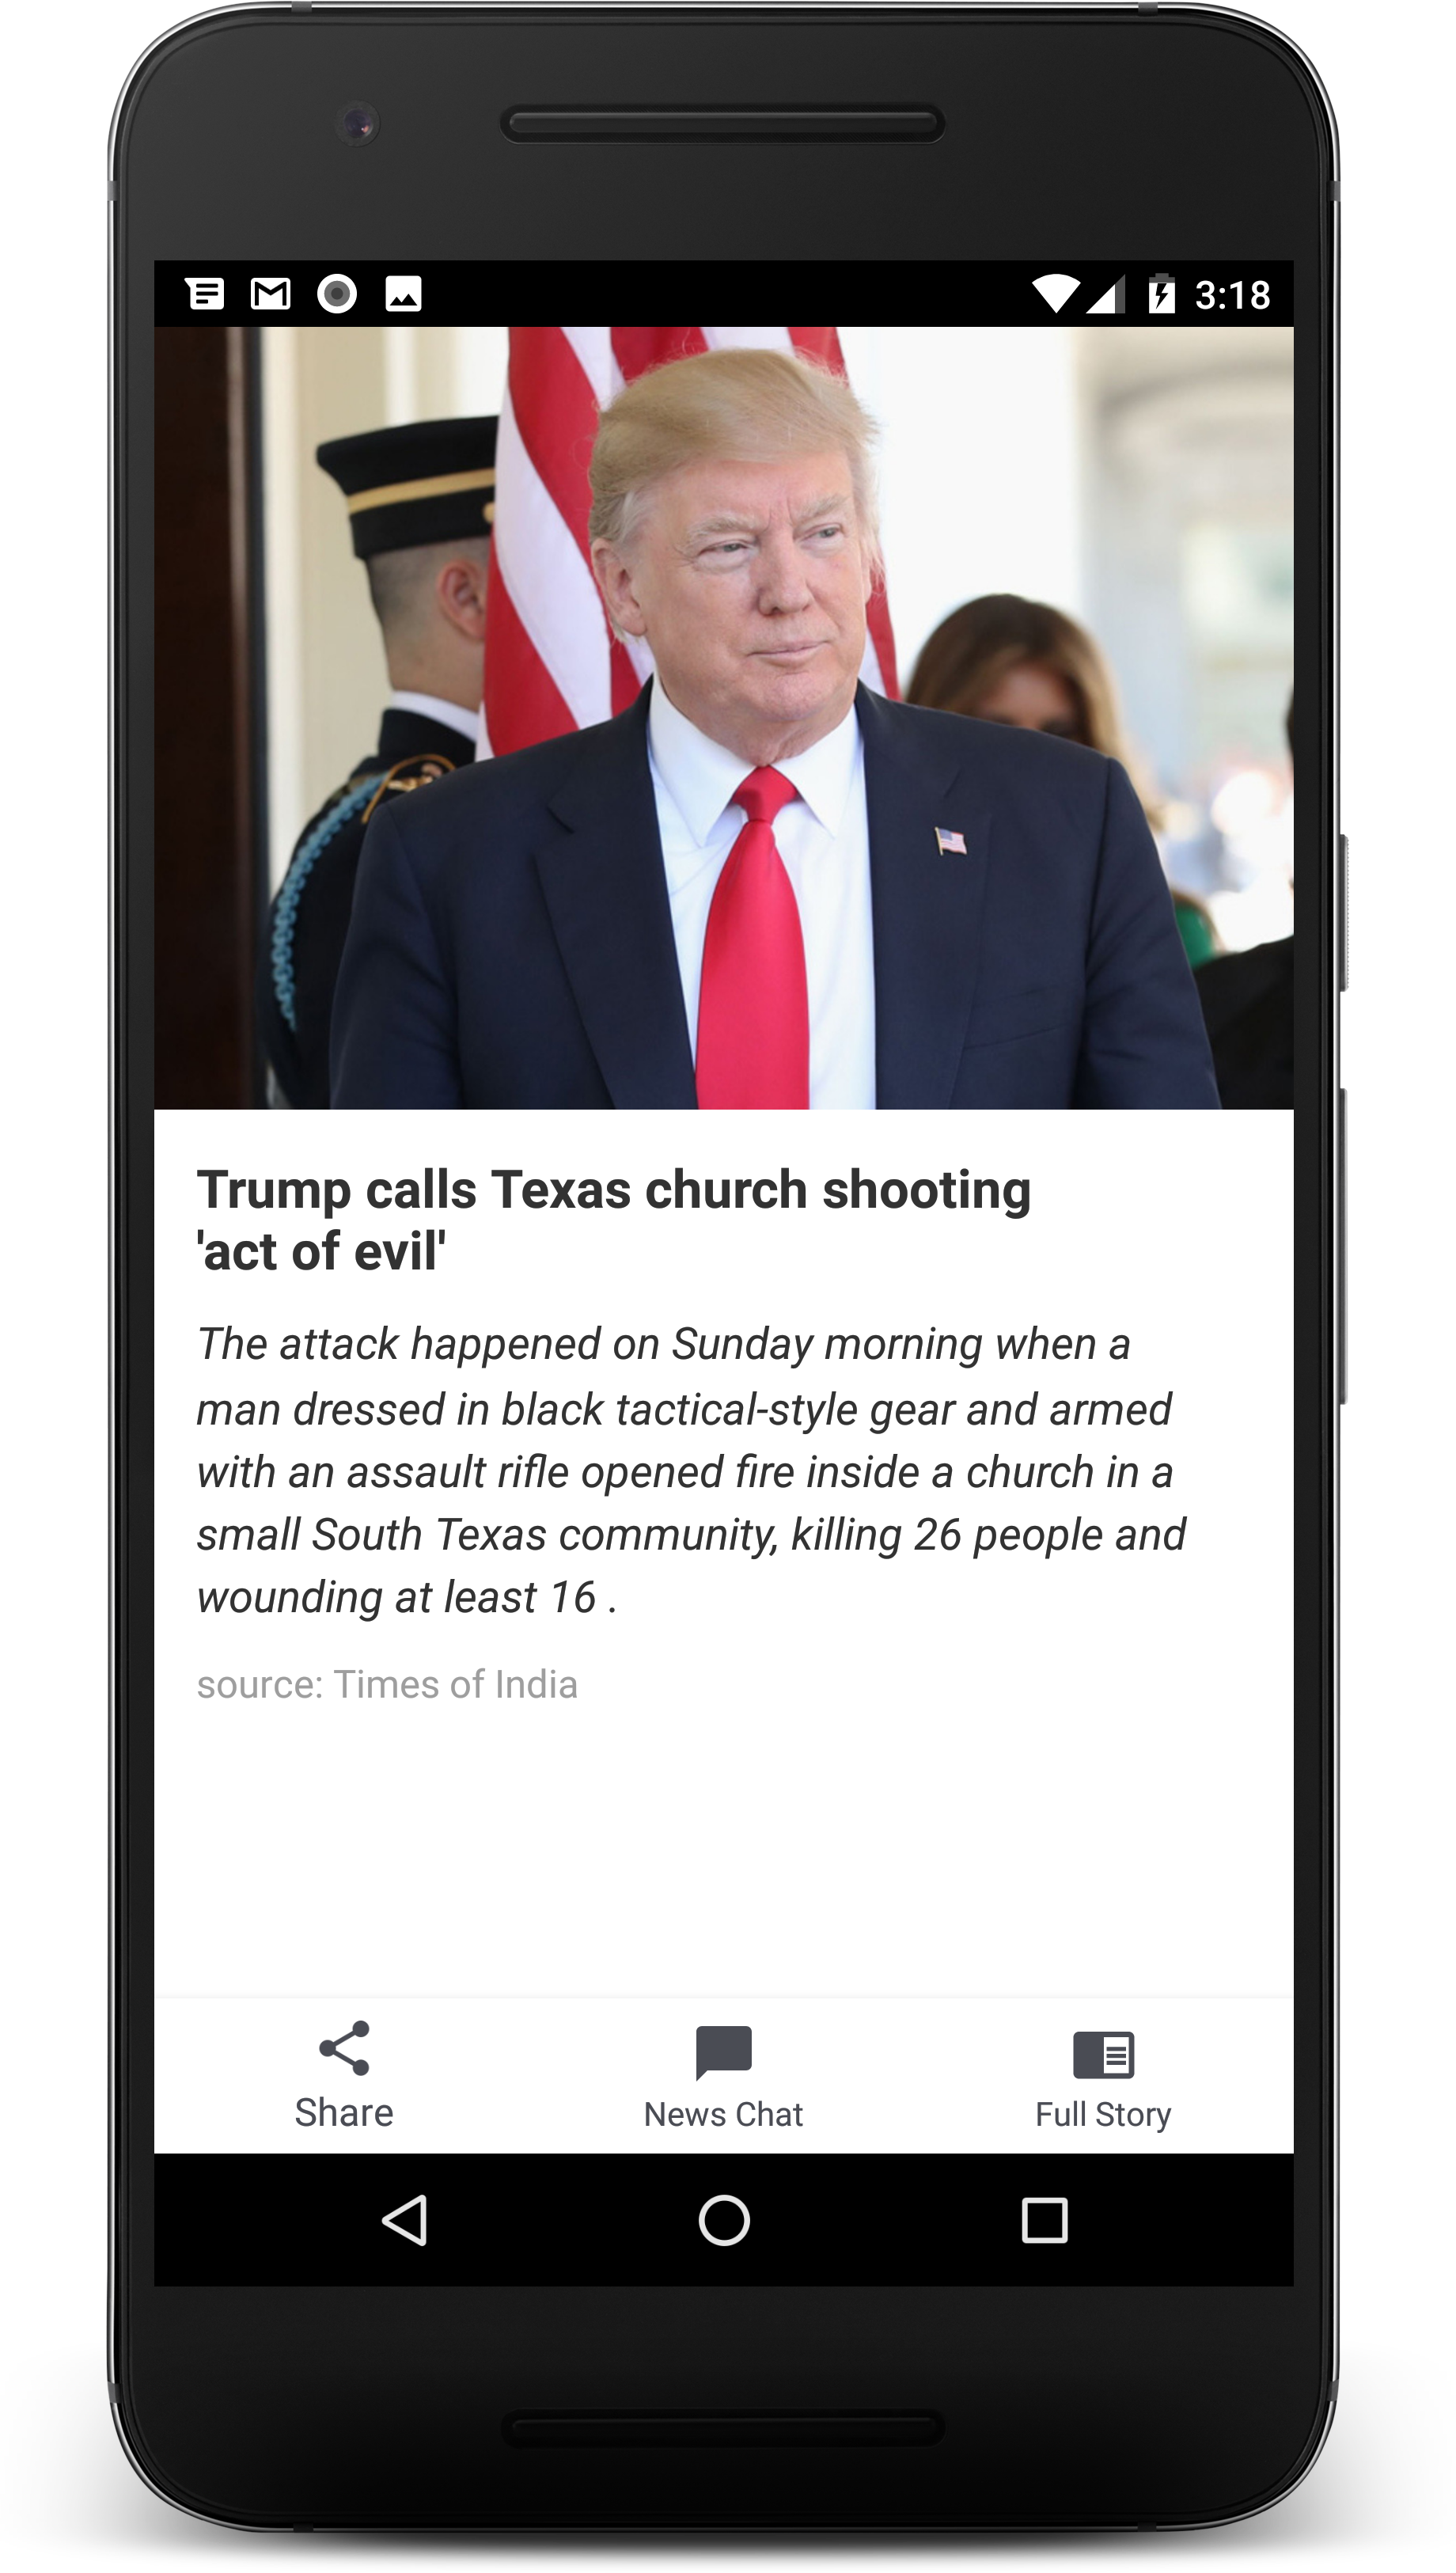 3:18
Trump calls Texas church shooting
'act of evil'
The attack happened on Sunday morning when a
man dressed in black tactical-style gear and armed
with an assault rifle opened fire inside a church in a
small South Texas community, killing 26 people and
wounding at least 16 .
source: Times of India
Share
News Chat
Full Story